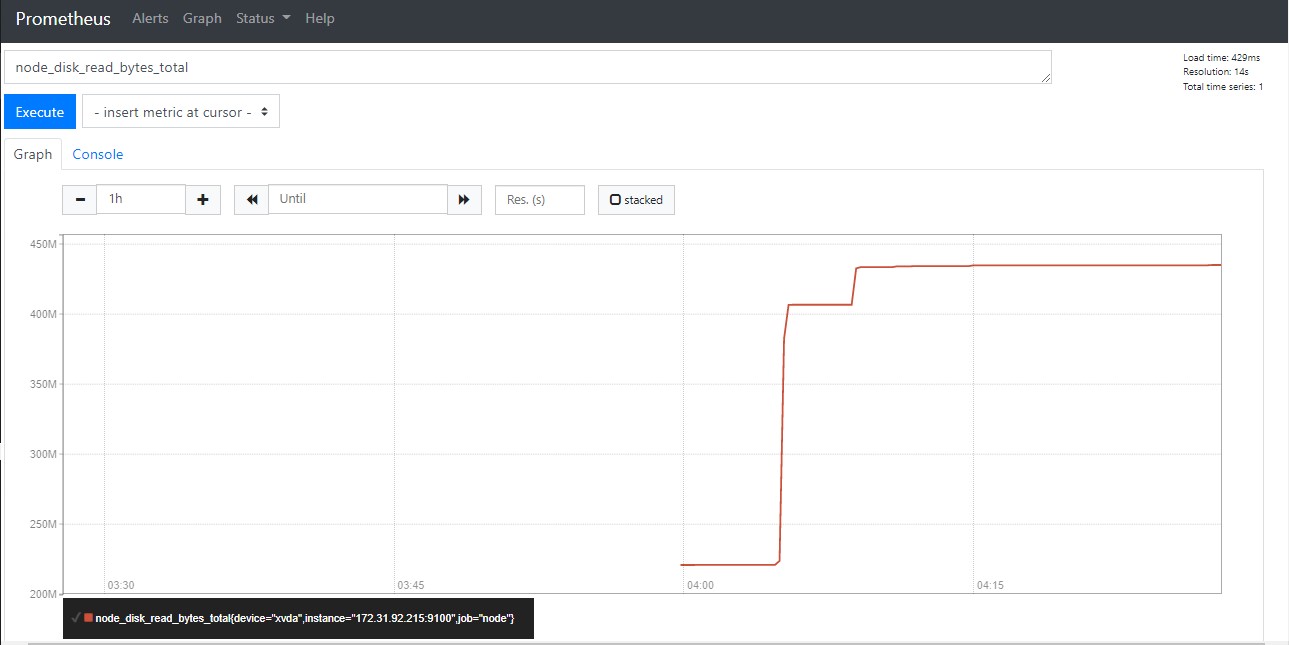 Prometheus Alerts Graph Status Help
node_disk_read_bytes_total
Load time: 429ms
Resolution: 14s
Total time series: 1
Execute - insert metric at cursor -
Graph Console
1h Until Res. (s) stacked
450M
400M
350M
300M
250M
200M
03:30 03:45 04:00 04:15
node_disk_read_bytes_total{device="xvda",instance="172.31.92.215:9100",job="node"}